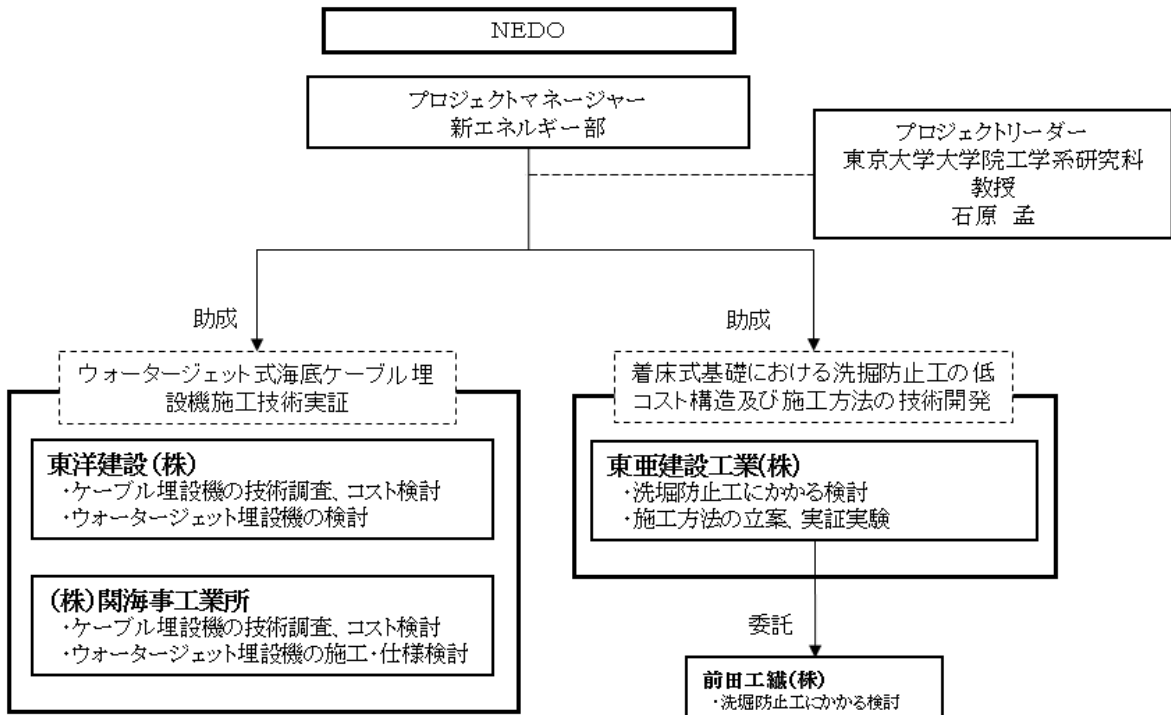 NEDO
プロジェクトマネージャー
新エネルギー部
プロジェクトリーダー
東京大学大学院工学系研究科
教授
石原 孟
助成
助成
ウォータージェット式海底ケーブル埋
設機施工技術実証
東洋建設(株)
・ケーブル埋設機の技術調査、コスト検討
・ウォータージェット埋設機の検討
(株)関海事工業所
・ケーブル埋設機の技術調査、コスト検討
・ウォータージェット埋設機の施工・仕様検討
着床式基礎における洗掘防止工の低
コスト構造及び施工方法の技術開発
東亜建設工業(株)
・洗堀防止工にかかる検討
・施工方法の立案、実証実験
委託
前田工繊(株)
・洗堀防止工にかかる検討